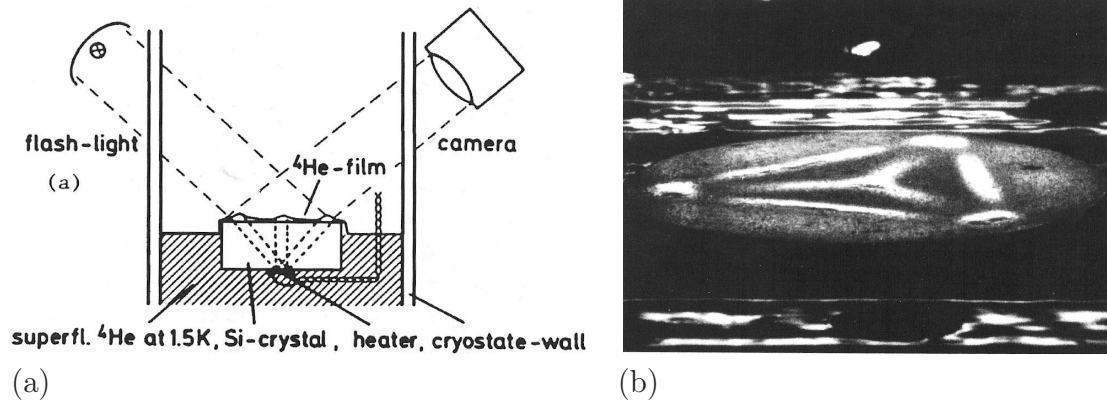 flash-light
camera
(a)
⁴He-film
superfl. ⁴He at 1.5K, Si-crystal, heater, cryostate-wall
(a)
(b)